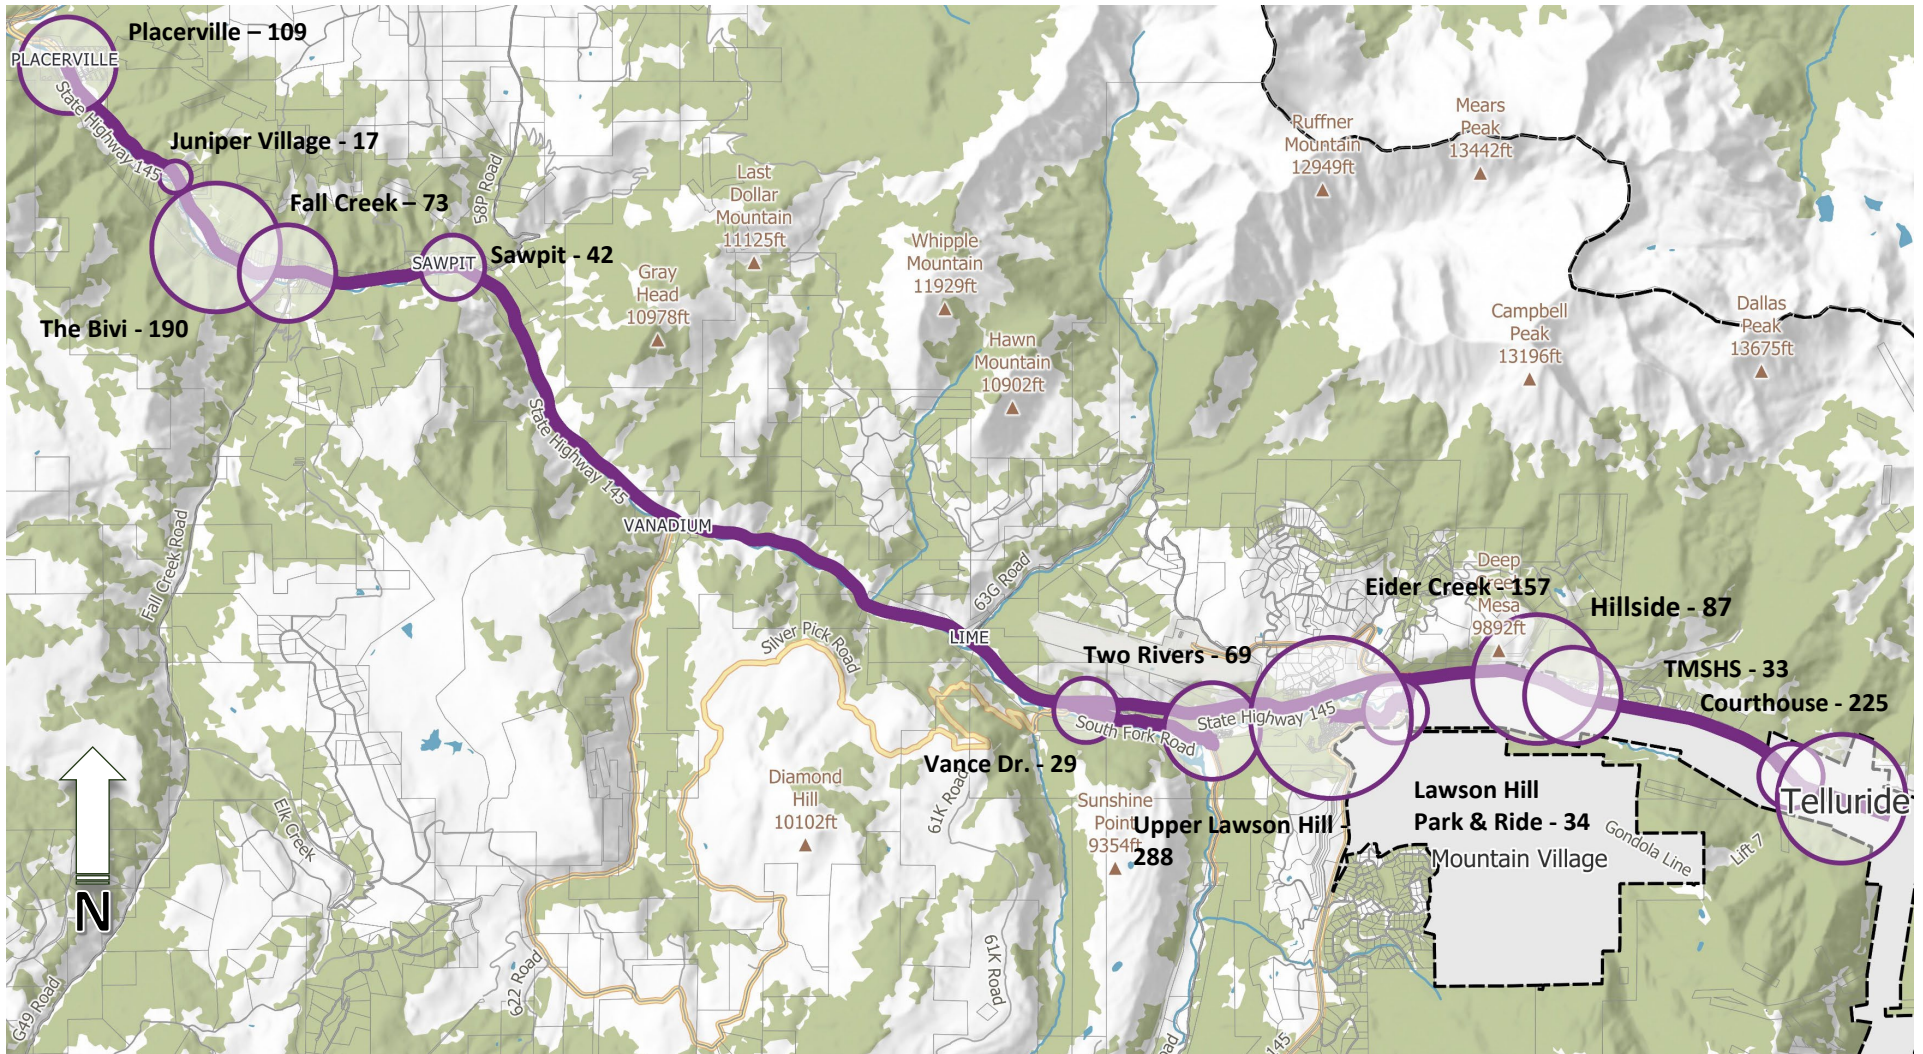 Placerville – 109
PLACERVILLE
State Highway 145
Juniper Village - 17
Fall Creek – 73
58P Road
SAWPIT
Sawpit - 42
The Bivi - 190
Last
Dollar
Mountain
11125ft
Gray
Head
10978ft
Whipple
Mountain
11929ft
Hawn
Mountain
10902ft
Ruffner
Mountain
12949ft
Mears
Peak
13442ft
Campbell
Peak
13196ft
Dallas
Peak
13675ft
State Highway 145
VANADIUM
Fall Creek Road
63G Road
LIME
Silver Pick Road
Deep
Creek
Mesa
9892ft
Eider Creek - 157
Hillside - 87
Two Rivers - 69
TMSHS - 33
Courthouse - 225
State Highway 145
South Fork Road
Vance Dr. - 29
61K Road
Diamond
Hill
10102ft
Sunshine
Point
9354ft
Upper Lawson Hill -
288
Lawson Hill
Park & Ride - 34
Mountain Village
Gondola Line
Lift 7
Telluride
Elk Creek
N
G49 Road
622 Road
61K Road
145